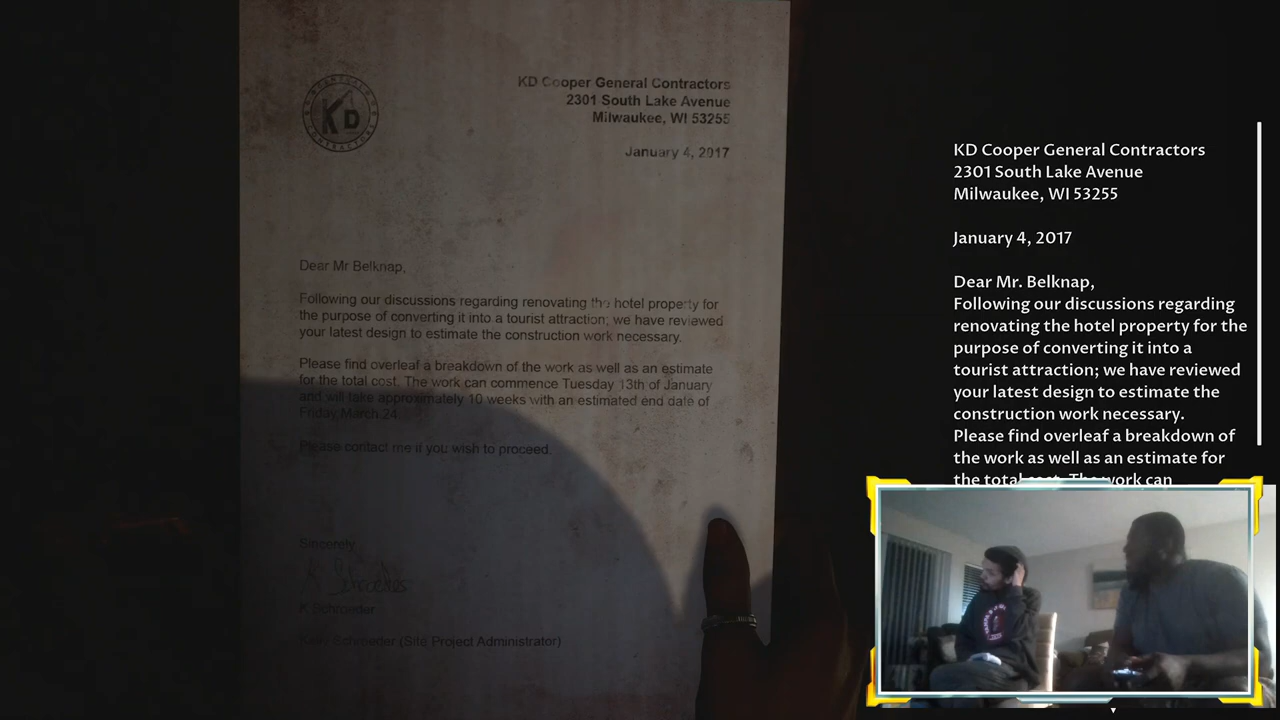 KD Cooper General Contractors
2301 South Lake Avenue
Milwaukee, WI 53255
January 4, 2017
KD
Dear Mr Belknap,
Following our discussions regarding renovating the hotel property for
the purpose of converting it into a tourist attraction; we have reviewed
your latest design to estimate the construction work necessary.
Please find overleaf a breakdown of the work as well as an estimate
for the total cost. The work can commence Tuesday 13th of January
and will take approximately 10 weeks with an estimated end date of
Friday March 24
Please contact me if you wish to proceed.
Sincerely
K Schroeder
Schroeder (Site Project Administrator)
KD Cooper General Contractors
2301 South Lake Avenue
Milwaukee, WI 53255
January 4, 2017
Dear Mr. Belknap,
Following our discussions regarding
renovating the hotel property for the
purpose of converting it into a
tourist attraction; we have reviewed
your latest design to estimate the
construction work necessary.
Please find overleaf a breakdown of
the work as well as an estimate for
the total cost. The work can